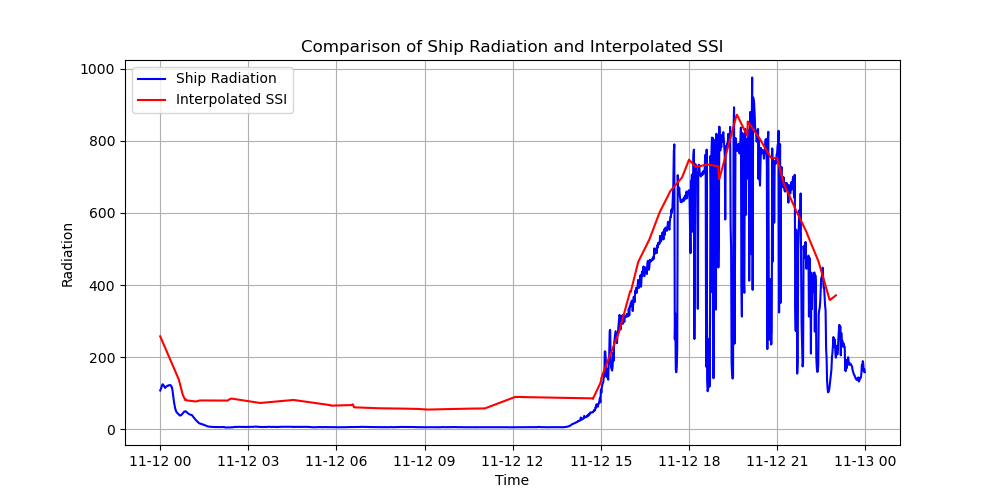 Comparison of Ship Radiation and Interpolated SSI
Ship Radiation
Interpolated SSI
1000
800
600
400
200
0
Radiation
11-12 00 11-12 03 11-12 06 11-12 09 11-12 12 11-12 15 11-12 18 11-12 21 11-13 00
Time